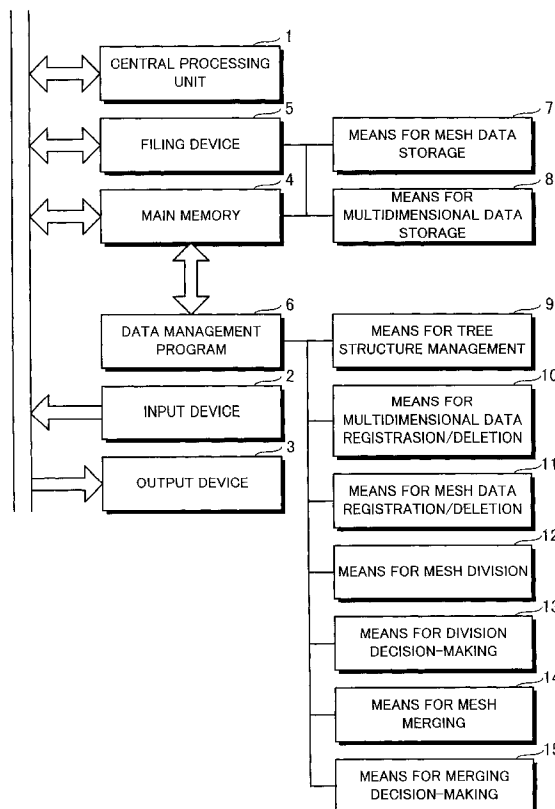 1
CENTRAL PROCESSING
UNIT
5
FILING DEVICE
7
MEANS FOR MESH DATA
STORAGE
4
MAIN MEMORY
8
MEANS FOR
MULTIDIMENSIONAL DATA
STORAGE
6
DATA MANAGEMENT
PROGRAM
9
MEANS FOR TREE
STRUCTURE MANAGEMENT
2
INPUT DEVICE
10
MEANS FOR
MULTIDIMENSIONAL DATA
REGISTRASION/DELETION
3
OUTPUT DEVICE
11
MEANS FOR MESH DATA
REGISTRATION/DELETION
12
MEANS FOR MESH DIVISION
13
MEANS FOR DIVISION
DECISION-MAKING
14
MEANS FOR MESH
MERGING
15
MEANS FOR MERGING
DECISION-MAKING